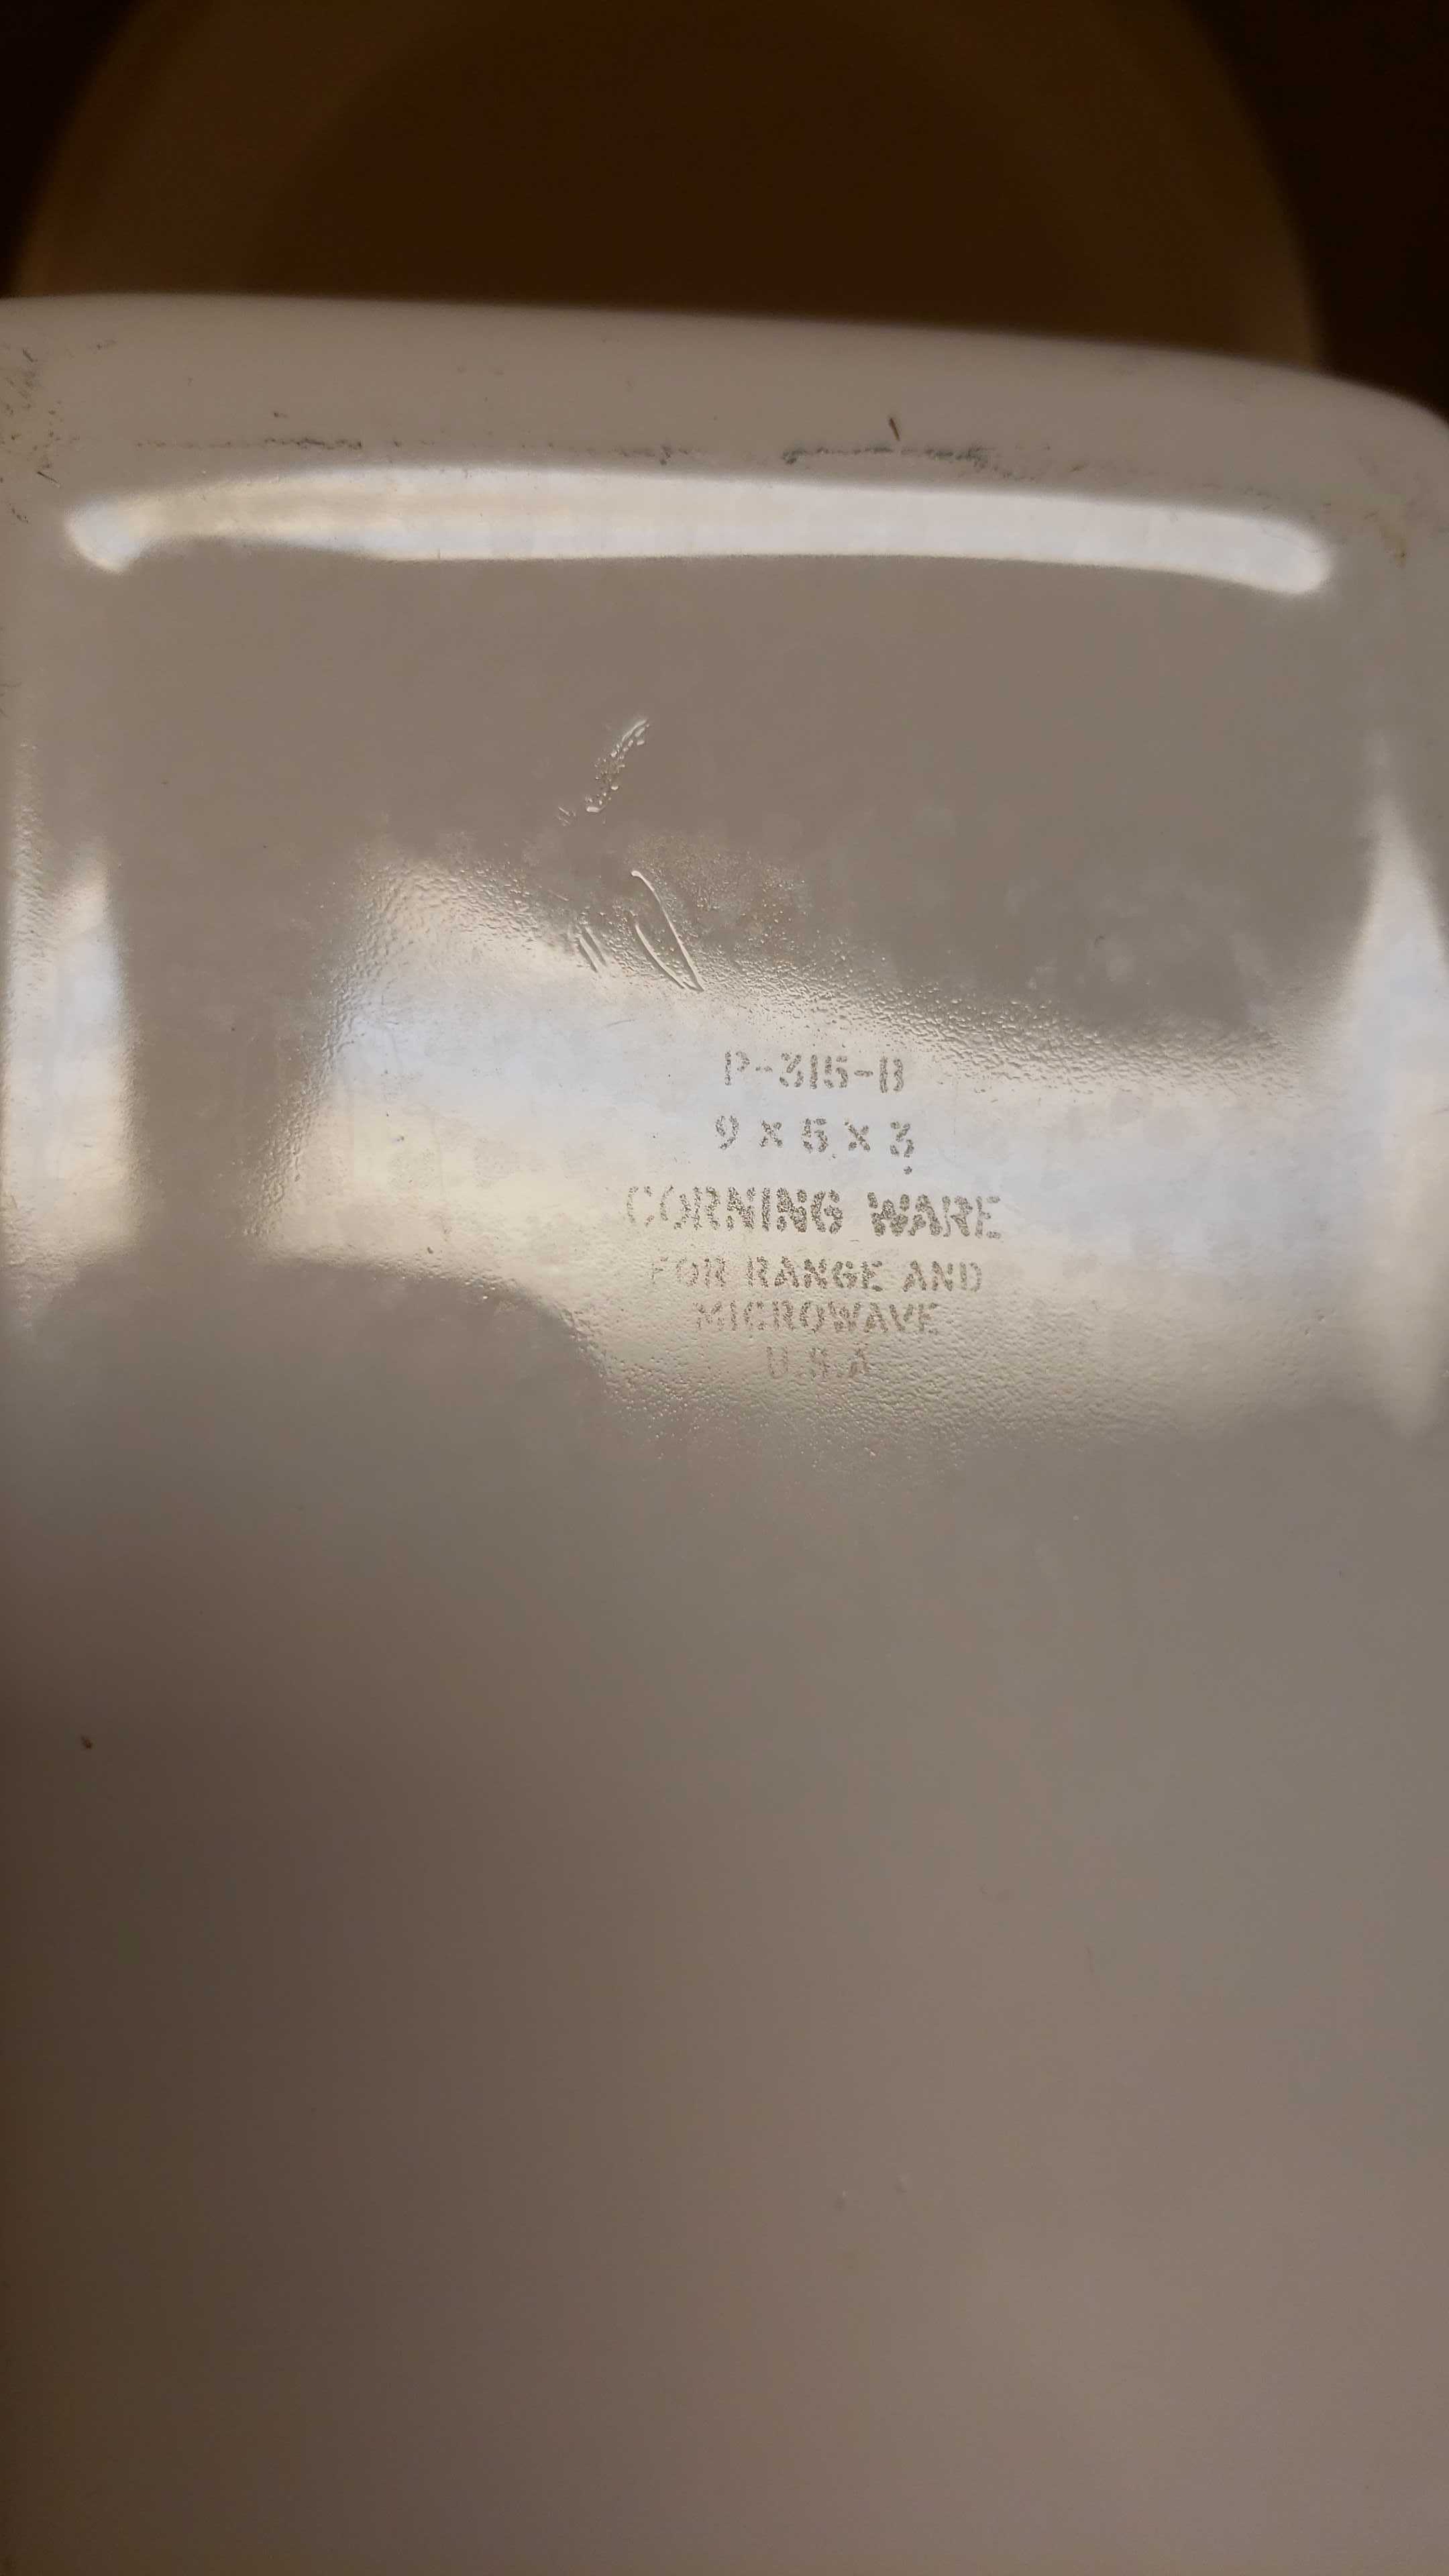 P-315-B
9 x 5 x 3
CORNING WARE
FOR RANGE AND
MICROWAVE
U.S.A